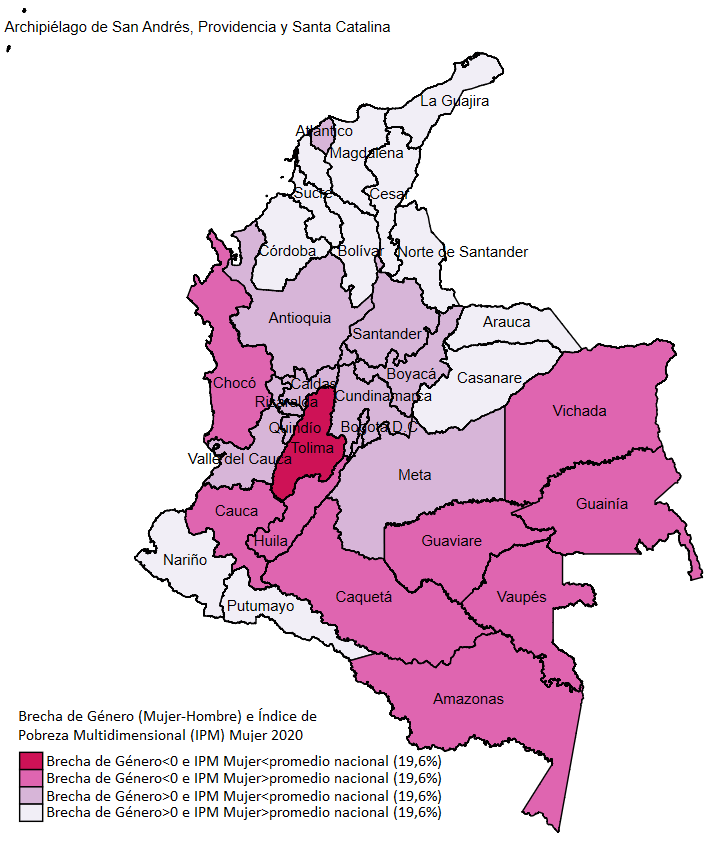 Archipiélago de San Andrés, Providencia y Santa Catalina
La Guajira
Atlántico
Magdalena
Cesar
Sucre
Córdoba
Bolívar
Norte de Santander
Antioquia
Santander
Arauca
Chocó
Caldas
Boyacá
Casanare
Risaralda
Cundinamarca
Vichada
Quindío
Bogotá D.C
Tolima
Valle del Cauca
Meta
Guainía
Cauca
Huila
Guaviare
Nariño
Putumayo
Caquetá
Vaupés
Amazonas
Brecha de Género (Mujer-Hombre) e Índice de
Pobreza Multidimensional (IPM) Mujer 2020
Brecha de Género<0 e IPM Mujer<promedio nacional (19,6%)
Brecha de Género<0 e IPM Mujer>promedio nacional (19,6%)
Brecha de Género>0 e IPM Mujer<promedio nacional (19,6%)
Brecha de Género>0 e IPM Mujer>promedio nacional (19,6%)